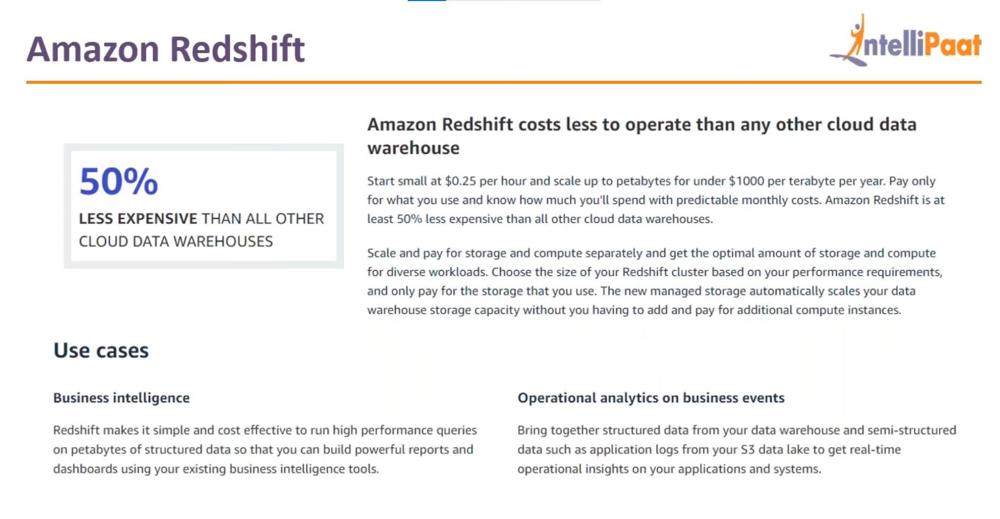 Amazon Redshift
IntelliPaat
Amazon Redshift costs less to operate than any other cloud data
warehouse
50%
LESS EXPENSIVE THAN ALL OTHER
CLOUD DATA WAREHOUSES
Start small at $0.25 per hour and scale up to petabytes for under $1000 per terabyte per year. Pay only
for what you use and know how much you'll spend with predictable monthly costs. Amazon Redshift is at
least 50% less expensive than all other cloud data warehouses.
Scale and pay for storage and compute separately and get the optimal amount of storage and compute
for diverse workloads. Choose the size of your Redshift cluster based on your performance requirements,
and only pay for the storage that you use. The new managed storage automatically scales your data
warehouse storage capacity without you having to add and pay for additional compute instances.
Use cases
Business intelligence
Redshift makes it simple and cost effective to run high performance queries
on petabytes of structured data so that you can build powerful reports and
dashboards using your existing business intelligence tools.
Operational analytics on business events
Bring together structured data from your data warehouse and semi-structured
data such as application logs from your S3 data lake to get real-time
operational insights on your applications and systems.